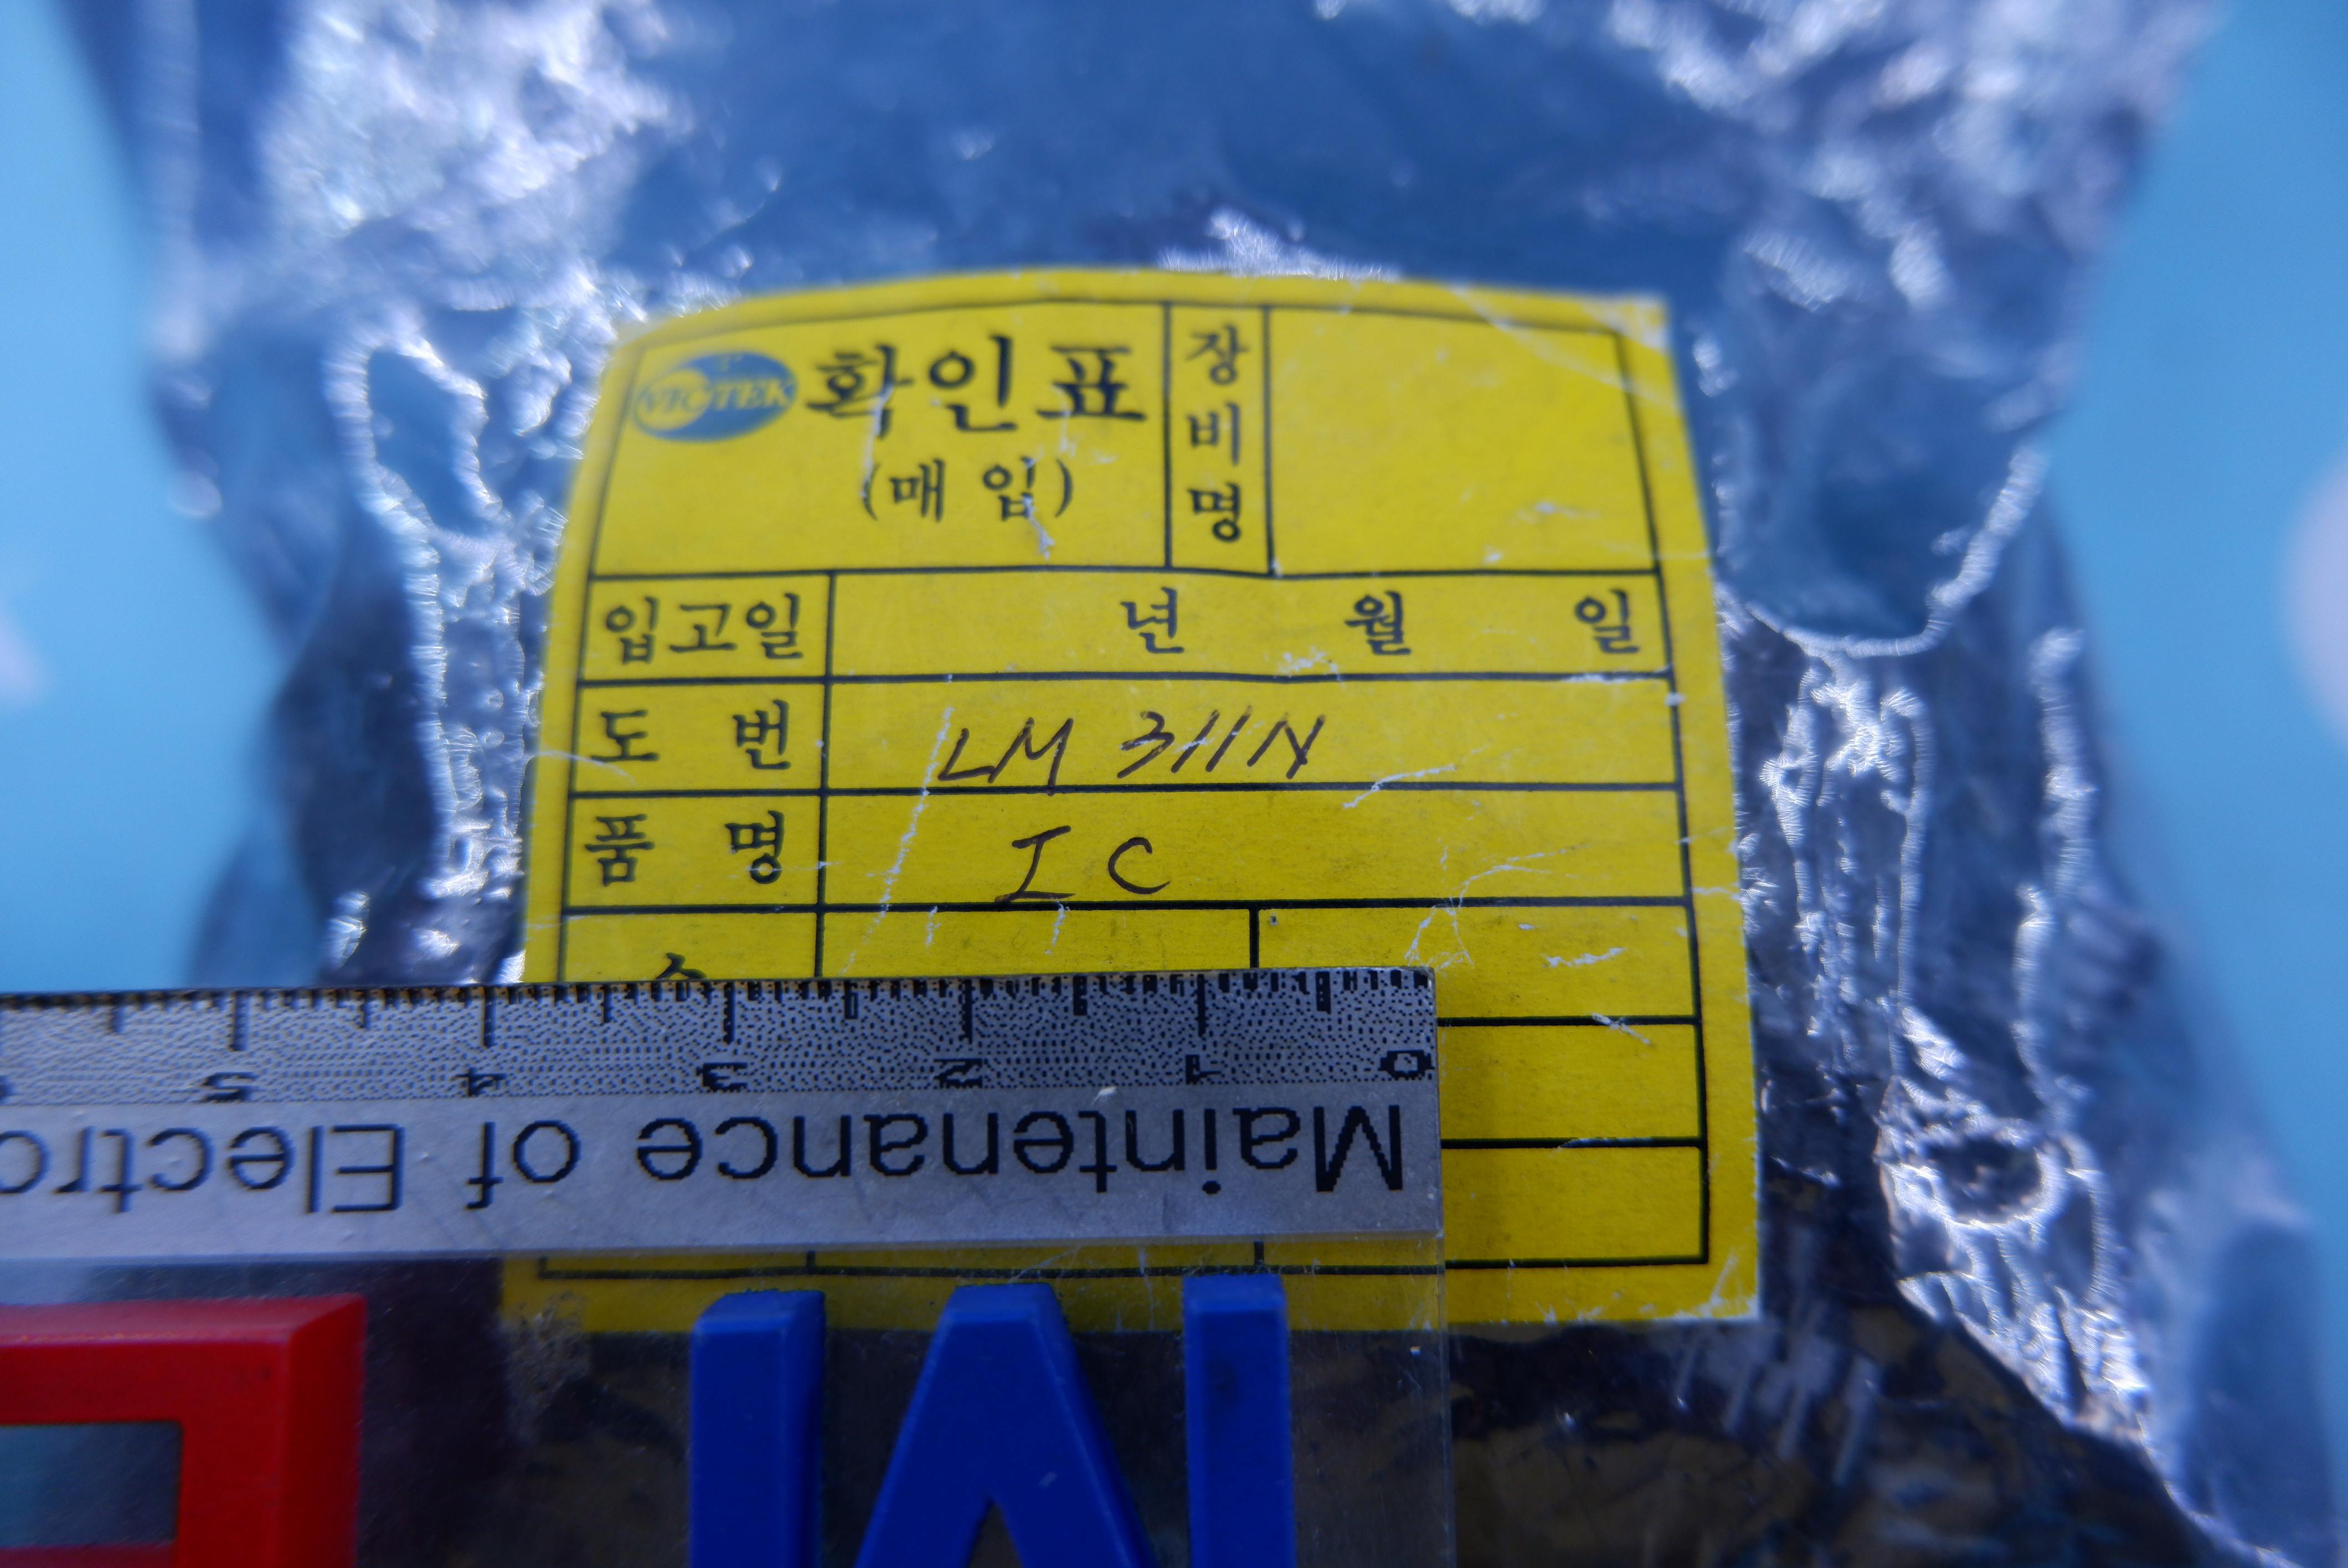 VICTEK 확인표
(매 입)
장비명
입고일 년 월 일
도 번 LM 311N
품 명 I C
수
0 1 2 3 4 5
Maintenance of Electro
M